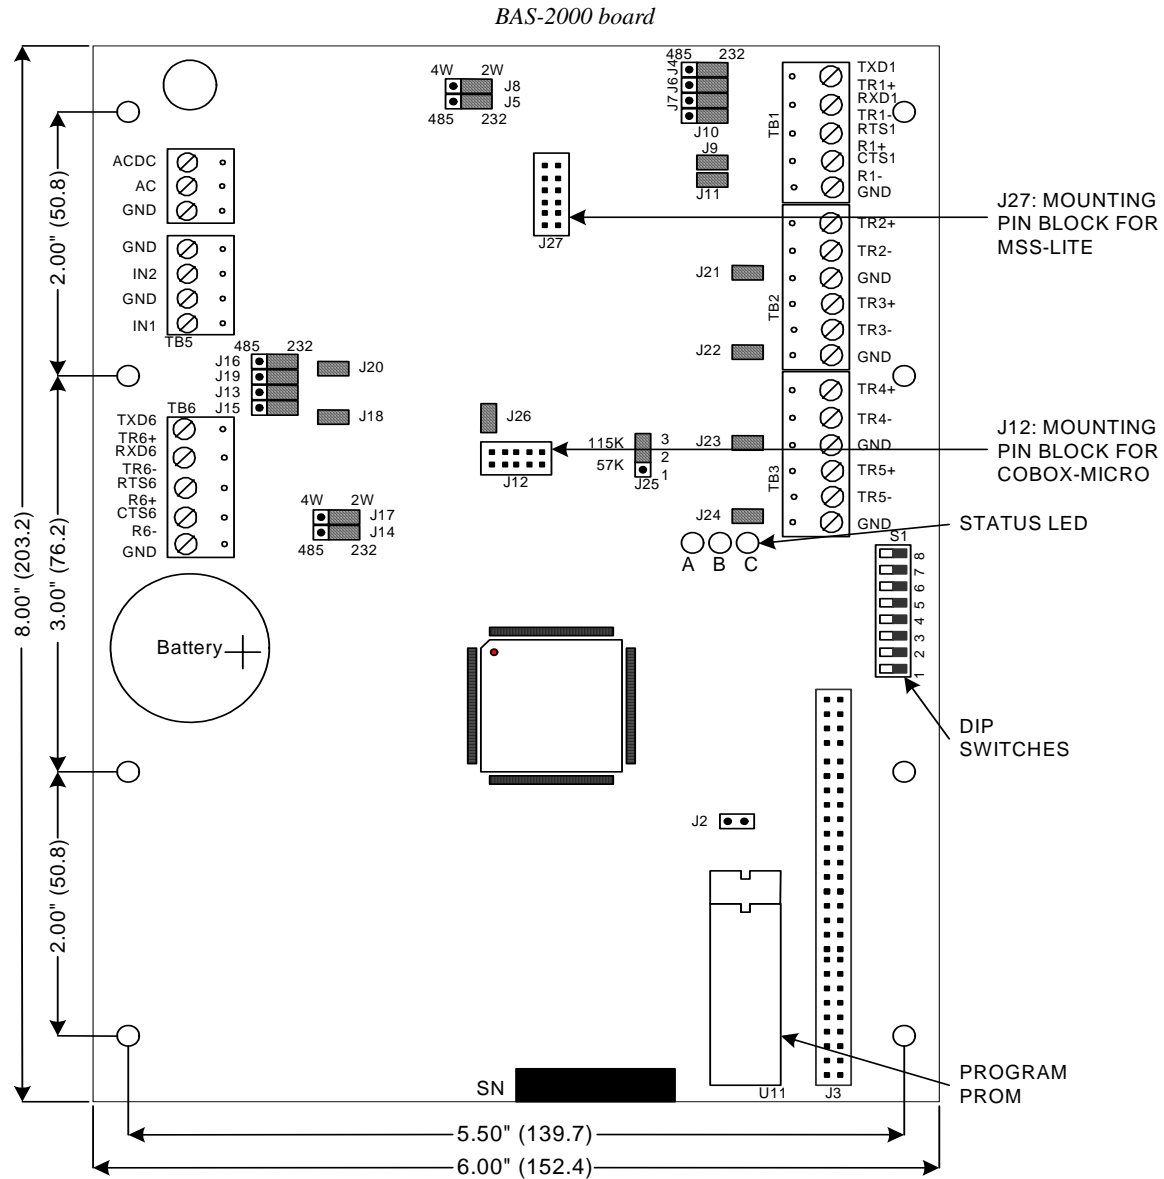 BAS-2000 board
485 232
4W 2W
J8
J5
485 232
J4
J6
J7
J10
J9
J11
TB1
TXD1
TR1+
RXD1
TR1-
RTS1
R1+
CTS1
R1-
GND
ACDC
AC
GND
GND
IN2
GND
IN1
TB5
J27
J27: MOUNTING
PIN BLOCK FOR
MSS-LITE
TB2
TR2+
TR2-
GND
TR3+
TR3-
GND
J21
J22
485 232
J16
J19
J13
J15
J20
J18
TB6
TXD6
TR6+
RXD6
TR6-
RTS6
R6+
CTS6
R6-
GND
J26
J12
115K
57K
3
2
1
J25
J23
J24
TB3
TR4+
TR4-
GND
TR5+
TR5-
GND
J12: MOUNTING
PIN BLOCK FOR
COBOX-MICRO
4W 2W
J17
J14
485 232
A B C
STATUS LED
S1
8
7
6
5
4
3
2
1
DIP
SWITCHES
Battery
J2
U11
J3
PROGRAM
PROM
SN
2.00" (50.8)
3.00" (76.2)
8.00" (203.2)
2.00" (50.8)
5.50" (139.7)
6.00" (152.4)